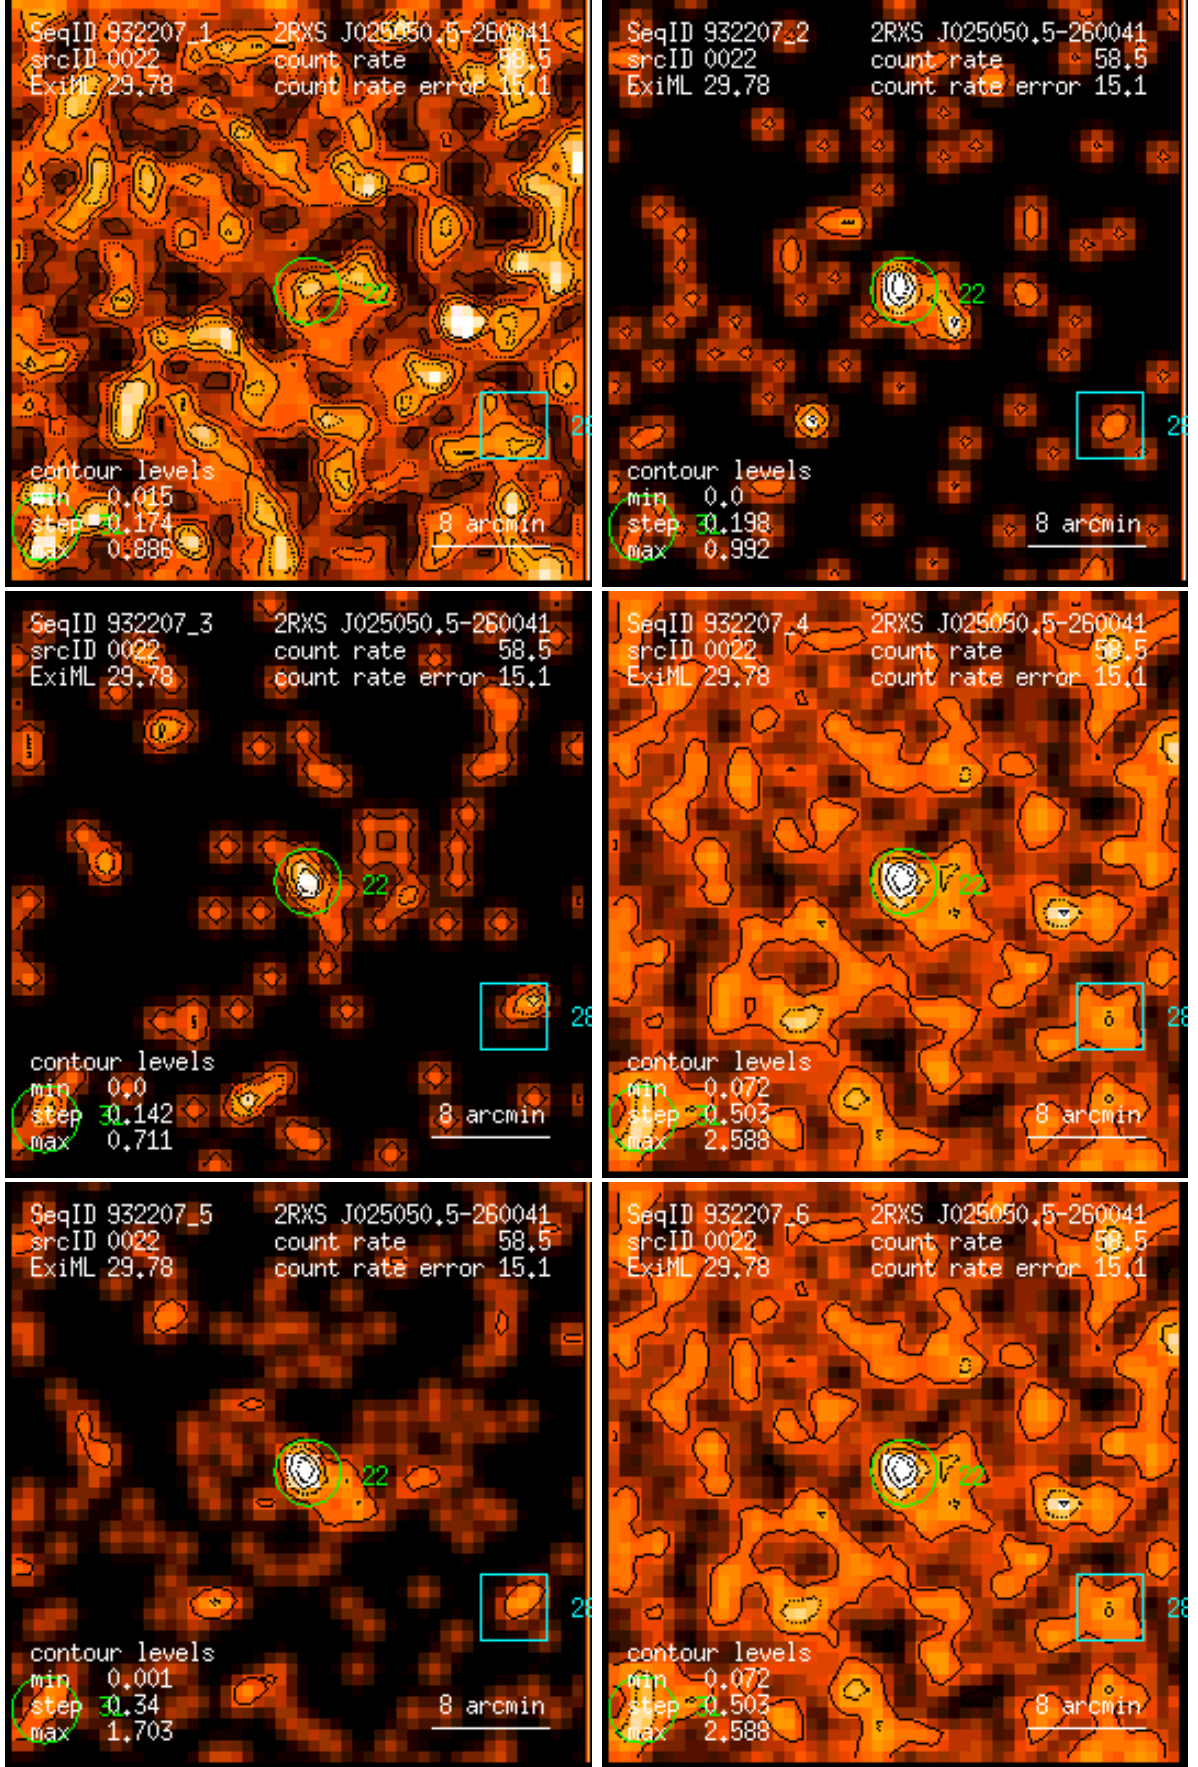 SeqID 932207_1 2RXS J025050.5-260041
srcID 0022 count rate 58.5
ExiML 29.78 count rate error 15.1
22
28
contour levels
min 0.015
step 0.174
max 0.886
31
8 arcmin
SeqID 932207_2 2RXS J025050.5-260041
srcID 0022 count rate 58.5
ExiML 29.78 count rate error 15.1
22
28
contour levels
min 0.0
step 0.198
max 0.992
31
8 arcmin
SeqID 932207_3 2RXS J025050.5-260041
srcID 0022 count rate 58.5
ExiML 29.78 count rate error 15.1
22
28
contour levels
min 0.0
step 0.142
max 0.711
31
8 arcmin
SeqID 932207_4 2RXS J025050.5-260041
srcID 0022 count rate 58.5
ExiML 29.78 count rate error 15.1
22
28
contour levels
min 0.072
step 0.503
max 2.588
31
8 arcmin
SeqID 932207_5 2RXS J025050.5-260041
srcID 0022 count rate 58.5
ExiML 29.78 count rate error 15.1
22
28
contour levels
min 0.001
step 0.34
max 1.703
31
8 arcmin
SeqID 932207_6 2RXS J025050.5-260041
srcID 0022 count rate 58.5
ExiML 29.78 count rate error 15.1
22
28
contour levels
min 0.072
step 0.503
max 2.588
31
8 arcmin